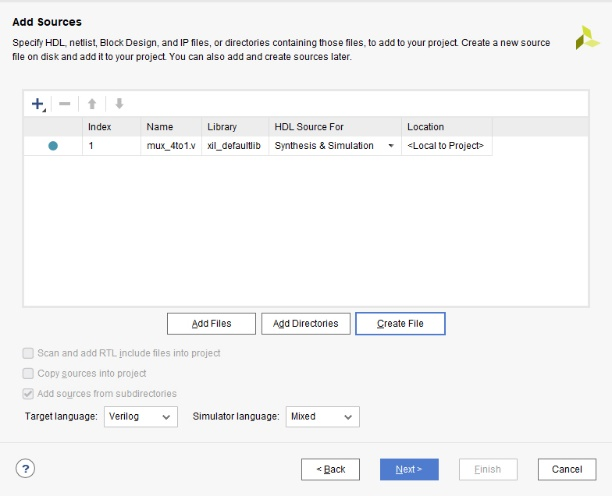 Add Sources
Specify HDL, netlist, Block Design, and IP files, or directories containing those files, to add to your project. Create a new source
file on disk and add it to your project. You can also add and create sources later.
Index Name Library HDL Source For Location
1 mux_4to1.v xil_defaultlib Synthesis & Simulation <Local to Project>
Add Files Add Directories Create File
Scan and add RTL include files into project
Copy sources into project
Add sources from subdirectories
Target language: Verilog Simulator language: Mixed
? < Back Next > Finish Cancel